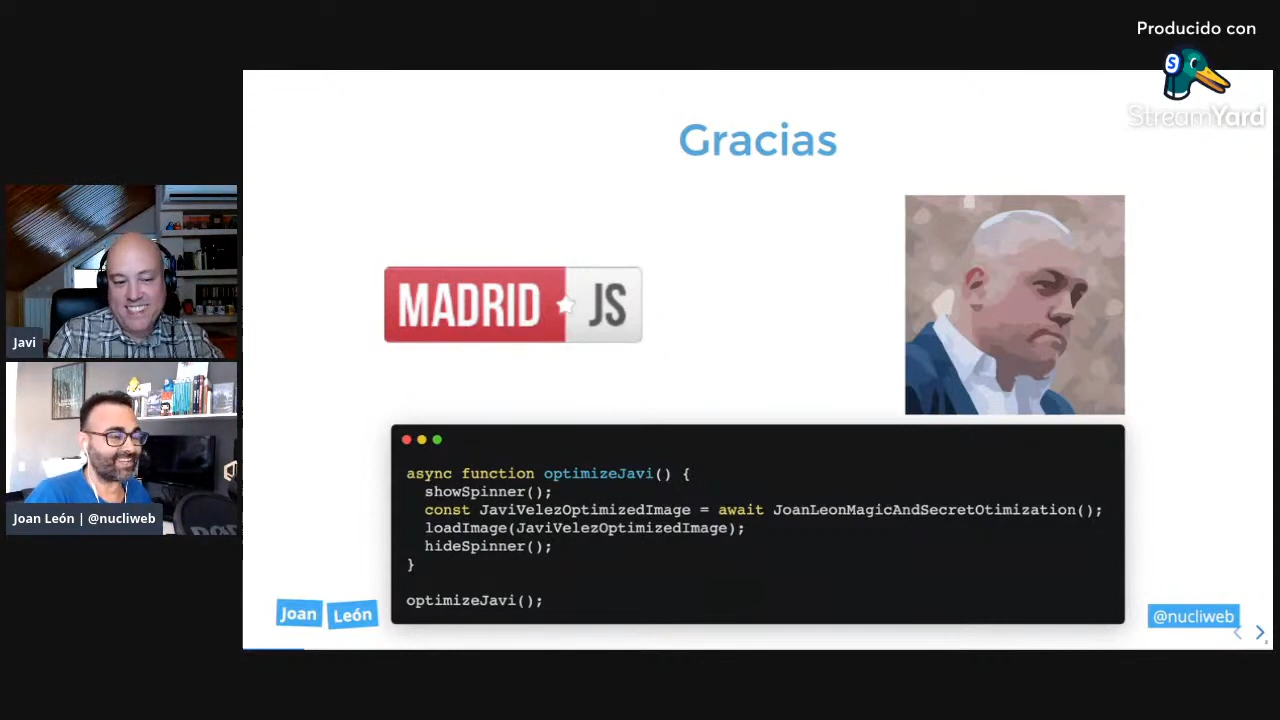 Producido con
StreamYard
Gracias
MADRID JS
Javi
Joan León | @nucliweb
async function optimizeJavi() {
showSpinner();
const JaviVelezOptimizedImage = await JoanLeonMagicAndSecretOtimization();
loadImage(JaviVelezOptimizedImage);
hideSpinner();
}
optimizeJavi();
Joan León
@nucliweb